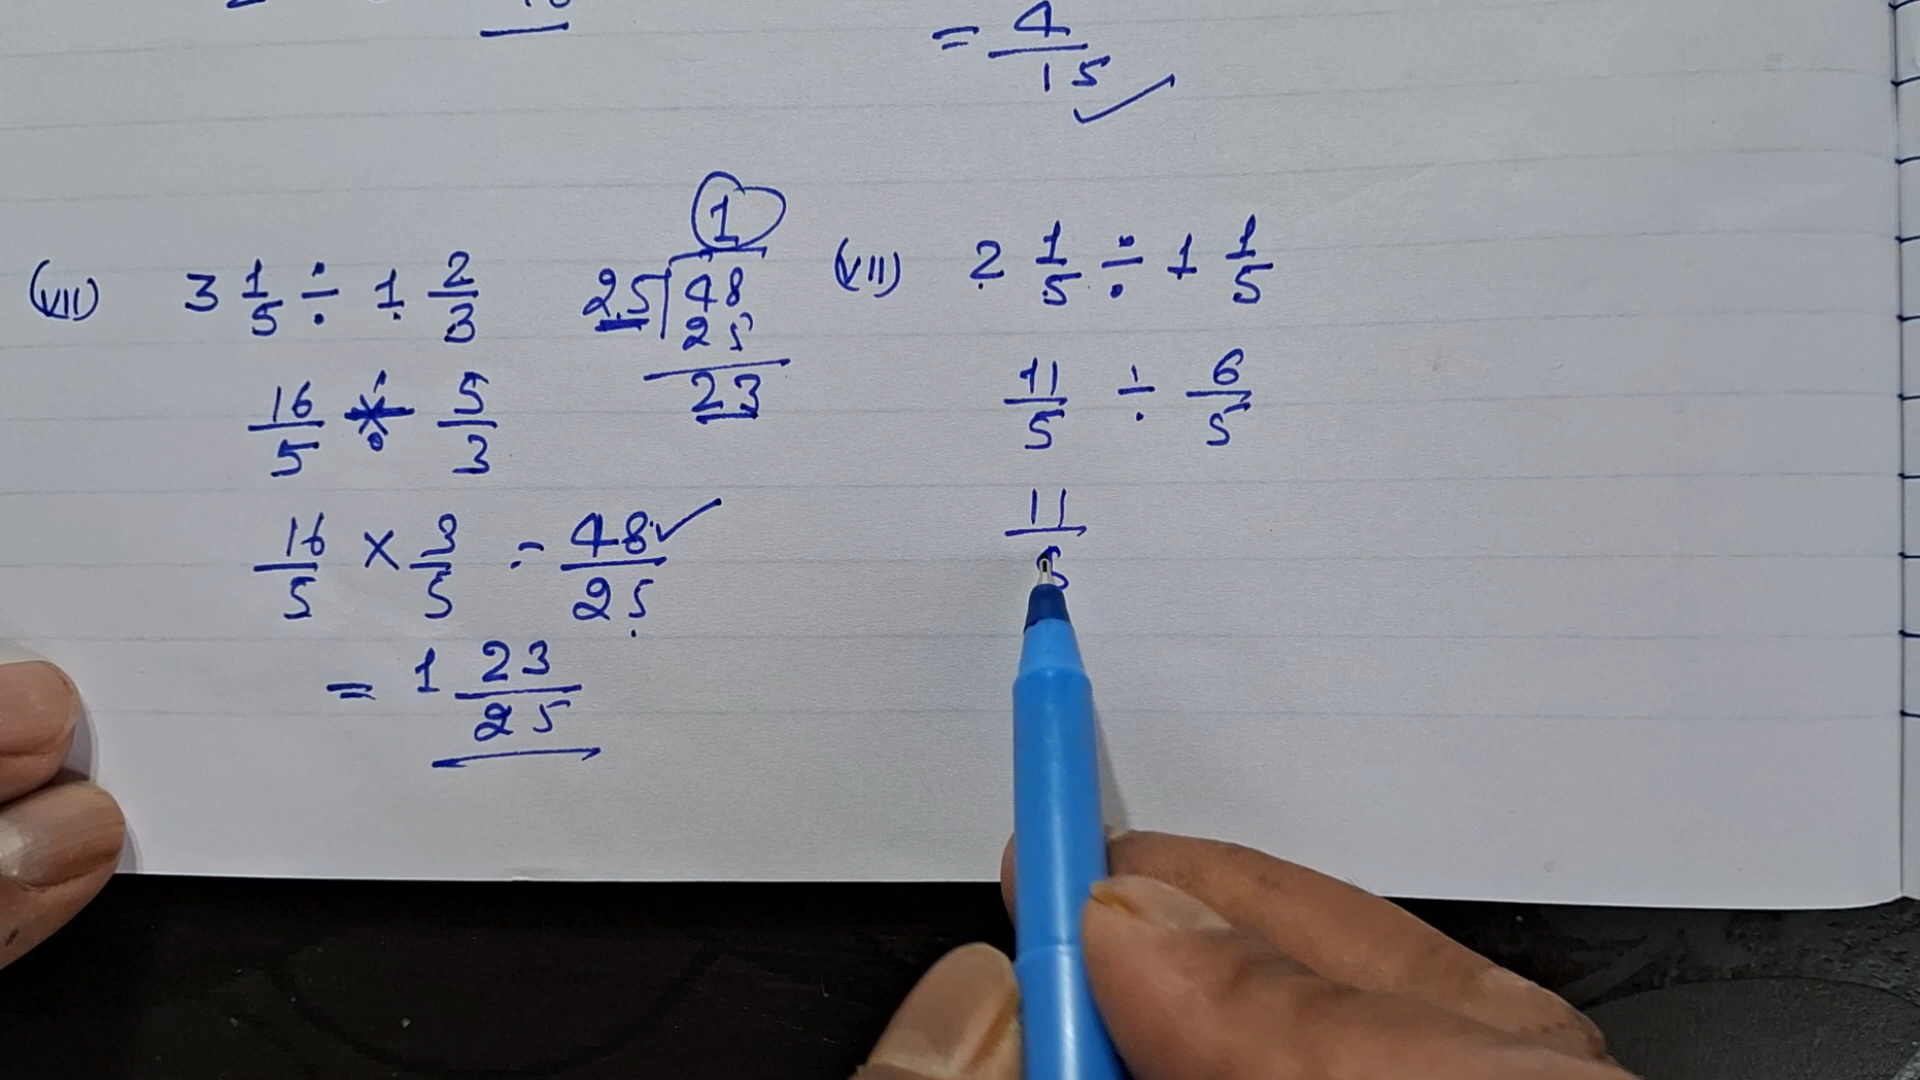 = 4/15 ✓
(VII) 3 1/5 ÷ 1 2/3
16/5 ÷ 5/3
16/5 × 3/5 = 48/25 ✓
= 1 23/25
1
25 48
25
23
(VII) 2 1/5 ÷ 1 1/5
11/5 ÷ 6/5
11/5